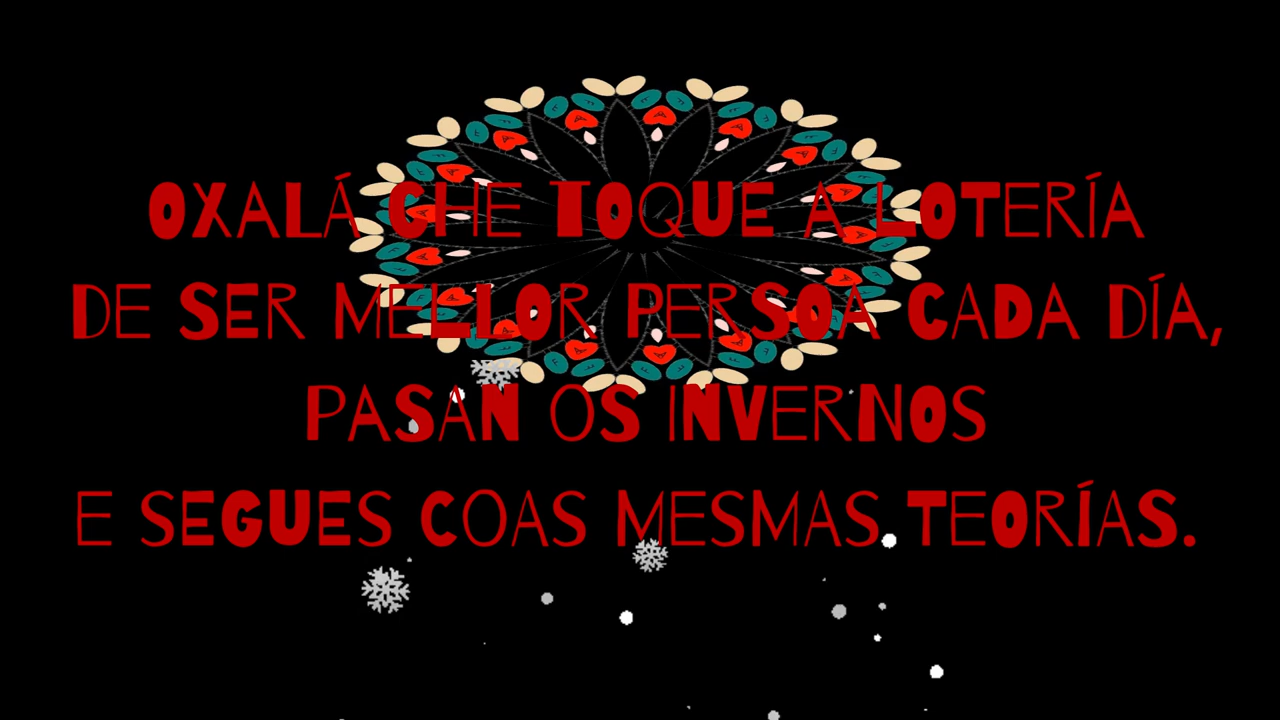 OXALÁ CHE TOQUE A LOTERÍA
DE SER MELLOR PERSOA CADA DÍA,
PASAN OS INVERNOS
E SEGUES COAS MESMAS TEORÍAS.